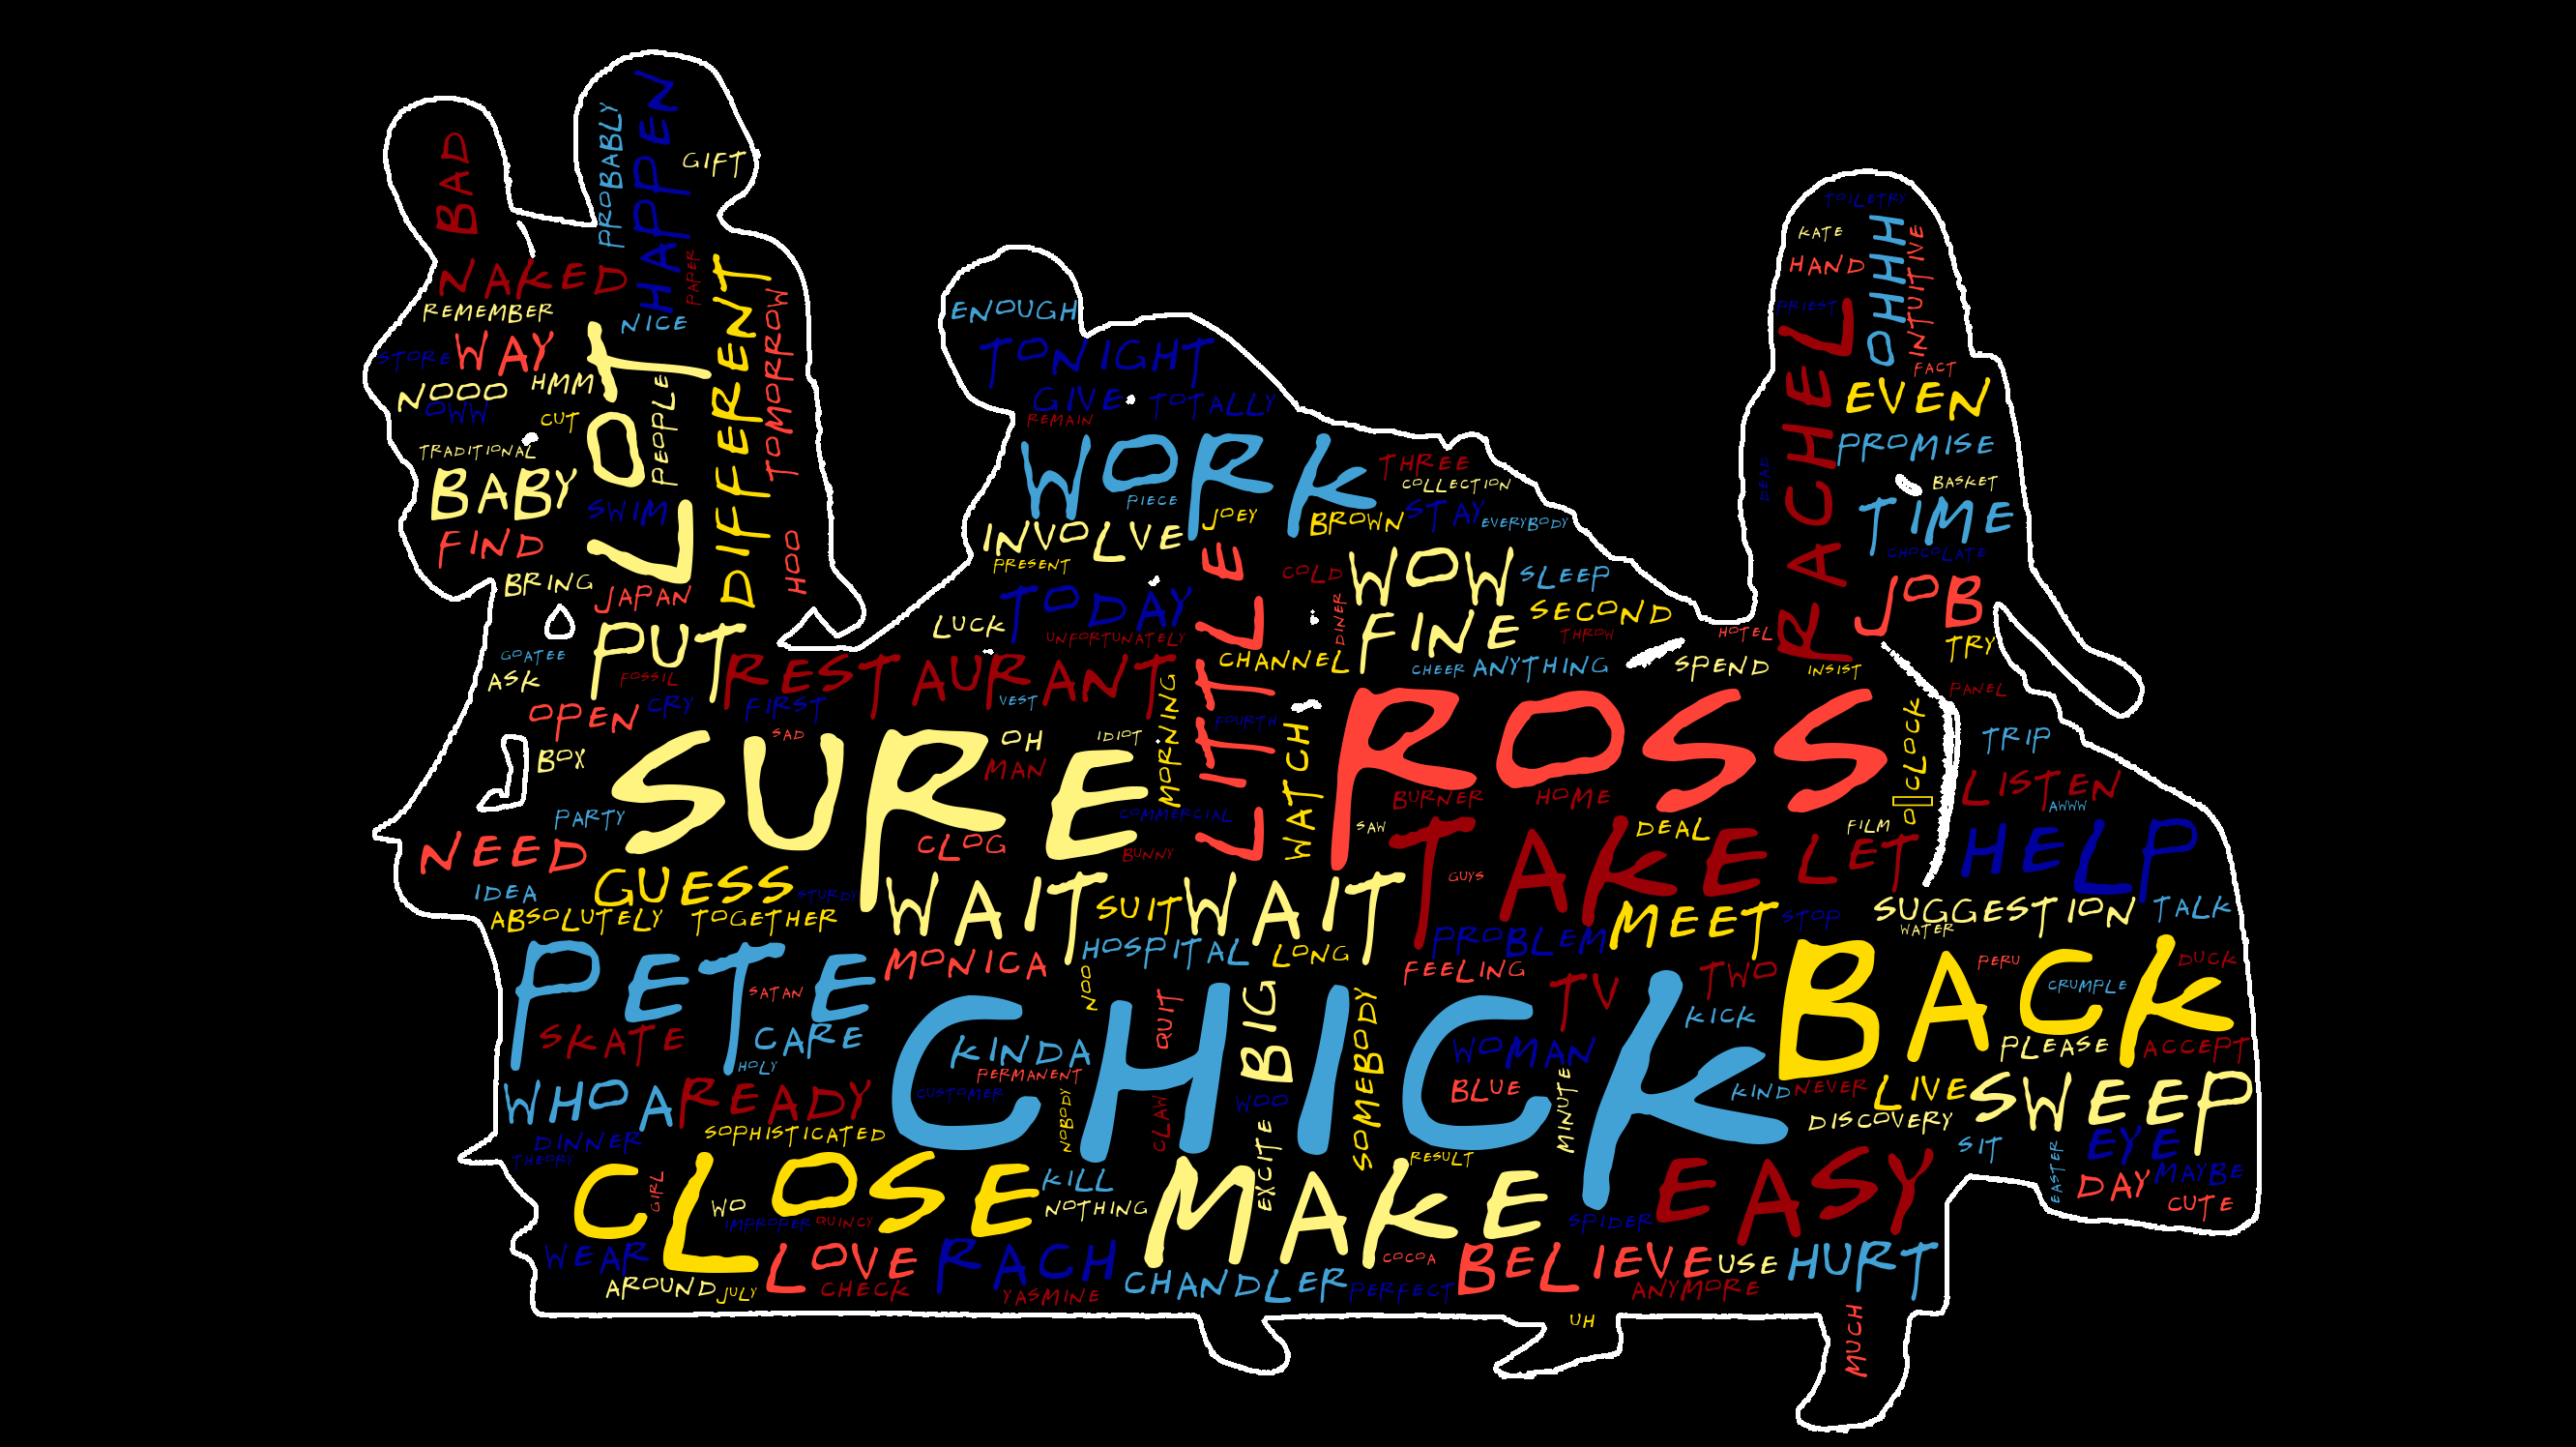 BAD
PROBABLY
HAPPEN
GIFT
NAKED
PAPER
REMEMBER
NICE
STORE
WAY
NOOO
HMM
OWW
CUT
LOT
PEOPLE
DIFFERENT
TOMORROW
TRADITIONAL
BABY
SWIM
FIND
BRING
JAPAN
HOO
ENOUGH
TONIGHT
GIVE
TOTALLY
REMAIN
WORK
PIECE
THREE
COLLECTION
JOEY
BROWN
STAY
EVERYBODY
INVOLVE
PRESENT
LITTLE
COLD
WOW
SLEEP
TODAY
LUCK
UNFORTUNATELY
DINER
FINE
SECOND
THROW
CHANNEL
CHEER
ANYTHING
TOILETRY
KATE
OHHH
INTUITIVE
HAND
PRIEST
RACHEL
FACT
EVEN
PROMISE
DEAD
BASKET
TIME
CHOCOLATE
JOB
HOTEL
TRY
SPEND
INSIST
PANEL
GOATEE
ASK
PUT
FOSSIL
RESTAURANT
VEST
OPEN
CRY
FIRST
MORNING
FOURTH
WATCH
ROSS
O CLOCK
TRIP
BOX
SURE
SAD
OH
IDIOT
MAN
BURNER
HOME
LISTEN
AWWW
PARTY
COMMERCIAL
NEED
CLOG
BUNNY
SAW
TAKE
DEAL
FILM
LET
HELP
IDEA
GUESS
STURDY
WAIT
SUIT
WAIT
GUYS
ABSOLUTELY
TOGETHER
MEET
STOP
SUGGESTION
TALK
WATER
PROBLEM
HOSPITAL
LONG
PETE
SATAN
MONICA
NOO
FEELING
TV
TWO
BACK
PERU
DUCK
CRUMPLE
SKATE
CARE
HOLY
CHICK
KINDA
PERMANENT
CUSTOMER
QUIT
BIG
SOMEBODY
WOMAN
BLUE
KICK
PLEASE
ACCEPT
WHOA
READY
NOBODY
CLAW
WOO
MINUTE
KIND
NEVER
LIVE
SWEEP
DISCOVERY
SOPHISTICATED
DINNER
THEORY
EXCITE
RESULT
SIT
EASTER
EYE
MAYBE
DAY
CUTE
CLOSE
GIRL
WO
IMPROPER
QUINCY
KILL
NOTHING
MAKE
SPIDER
EASY
WEAR
LOVE
RACH
COCOA
BELIEVE
USE
HURT
AROUND
JULY
CHECK
YASMINE
CHANDLER
PERFECT
ANYMORE
UH
MUCH